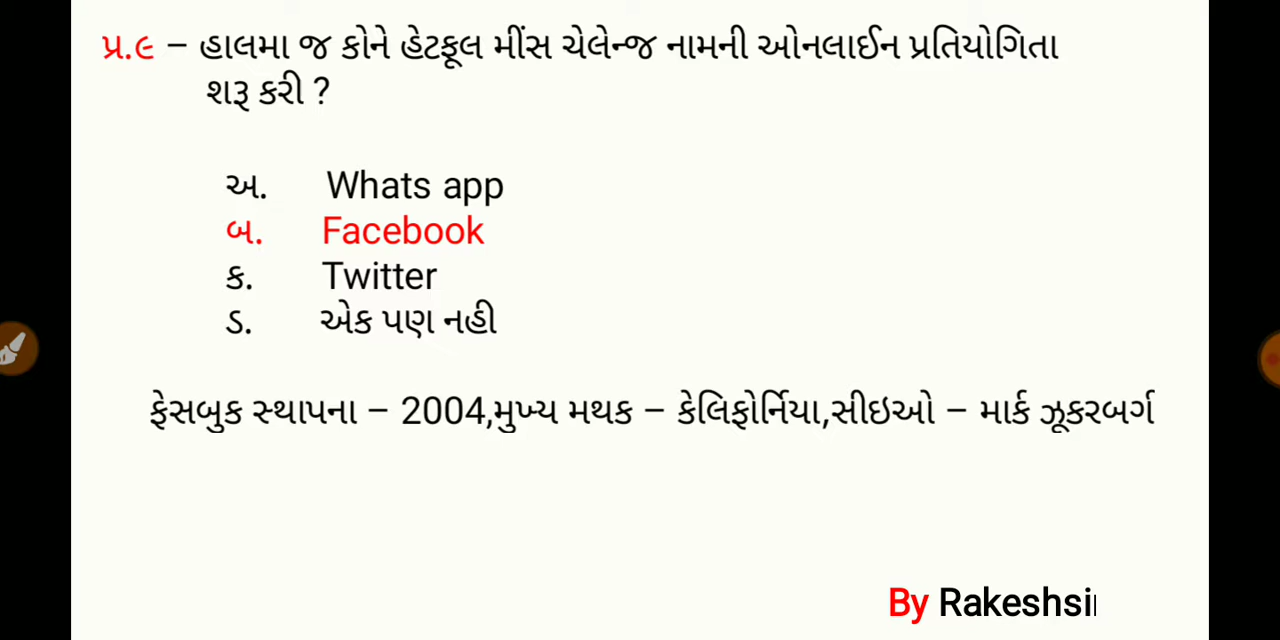 પ્ર.૯ – હાલમા જ કોને હેટફૂલ મીંસ ચેલેન્જ નામની ઓનલાઈન પ્રતિયોગિતા
શરૂ કરી ?
અ. Whats app
બ. Facebook
ક. Twitter
ડ. એક પણ નહી
ફેસબુક સ્થાપના – 2004,મુખ્ય મથક – કેલિફોર્નિયા,સીઇઓ – માર્ક ઝૂકરબર્ગ
By